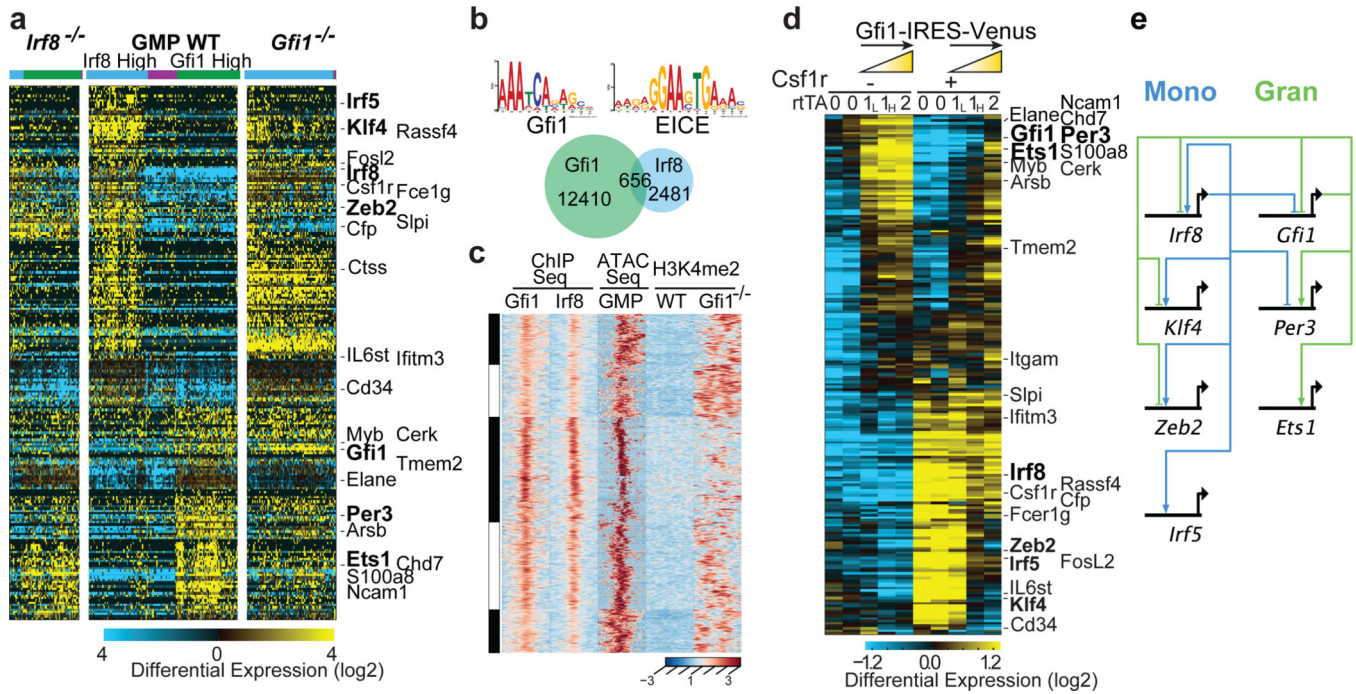 a
Irf8 -/-
GMP WT
Gfi1 -/-
Irf8 High
Gfi1 High
Irf5
Klf4 Rassf4
Fosl2
Irf8
Csf1r Fce1g
Zeb2
Cfp Slpi
Ctss
IL6st Ifitm3
Cd34
Myb Cerk
Gfi1
Tmem2
Elane
Per3
Arsb
Ets1 Chd7
S100a8
Ncam1
4 0 4
Differential Expression (log2)
b
Gfi1 EICE
Gfi1 Irf8
12410 656 2481
c
ChIP Seq ATAC Seq H3K4me2
Gfi1 Irf8 GMP WT Gfi1-/-
−3 1 3
d
Gfi1-IRES-Venus
Csf1r - +
rtTA 0 0 1L 1H 2 0 0 1L 1H 2
Elane Ncam1
Chd7
Gfi1 Per3
Ets1 S100a8
Myb Cerk
Arsb
Tmem2
Itgam
Slpi
Ifitm3
Irf8
Csf1r Rassf4
Cfp
Fcer1g
Zeb2
Irf5 FosL2
IL6st
Klf4
Cd34
−1.2 0.0 1.2
Differential Expression (log2)
e
Mono Gran
Irf8 Gfi1
Klf4 Per3
Zeb2 Ets1
Irf5